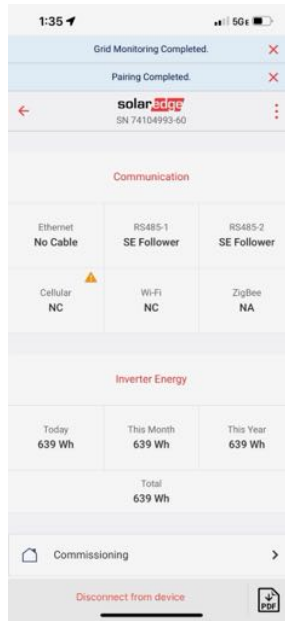 1:35
5GE
Grid Monitoring Completed.
Pairing Completed.
solaredge
SN 74104993-60
Communication
Ethernet
No Cable
RS485-1
SE Follower
RS485-2
SE Follower
Cellular
NC
Wi-Fi
NC
ZigBee
NA
Inverter Energy
Today
639 Wh
This Month
639 Wh
This Year
639 Wh
Total
639 Wh
Commissioning
Disconnect from device
PDF